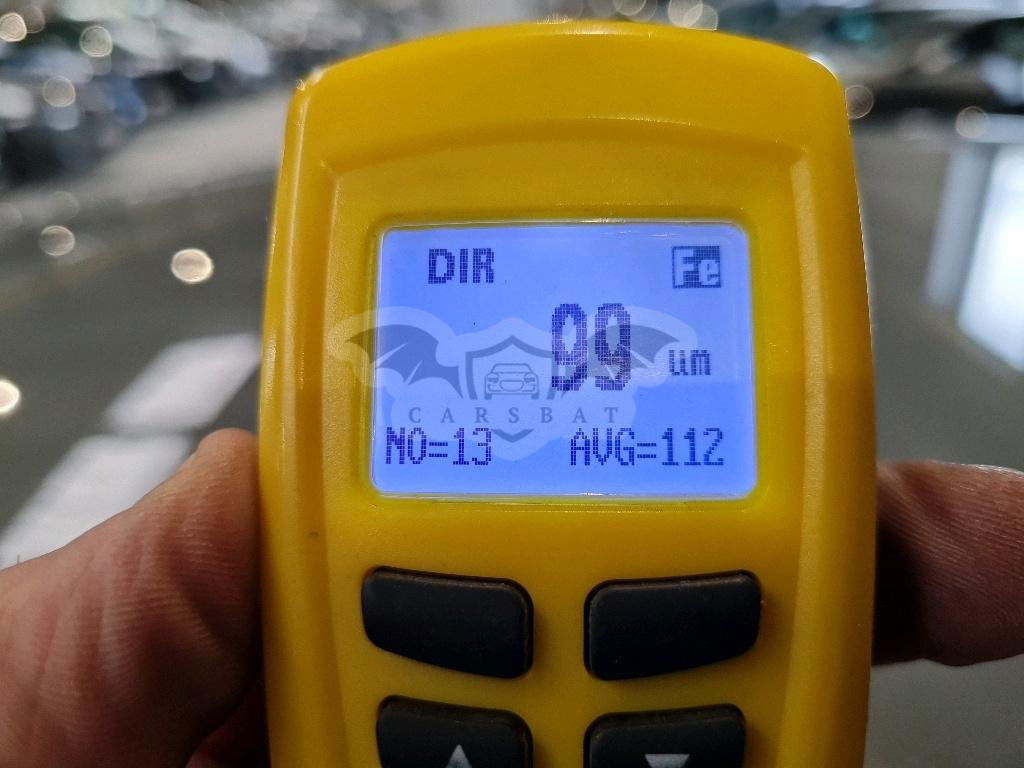 DIR Fe
99 um
CARSBAT
NO=13 AVG=112